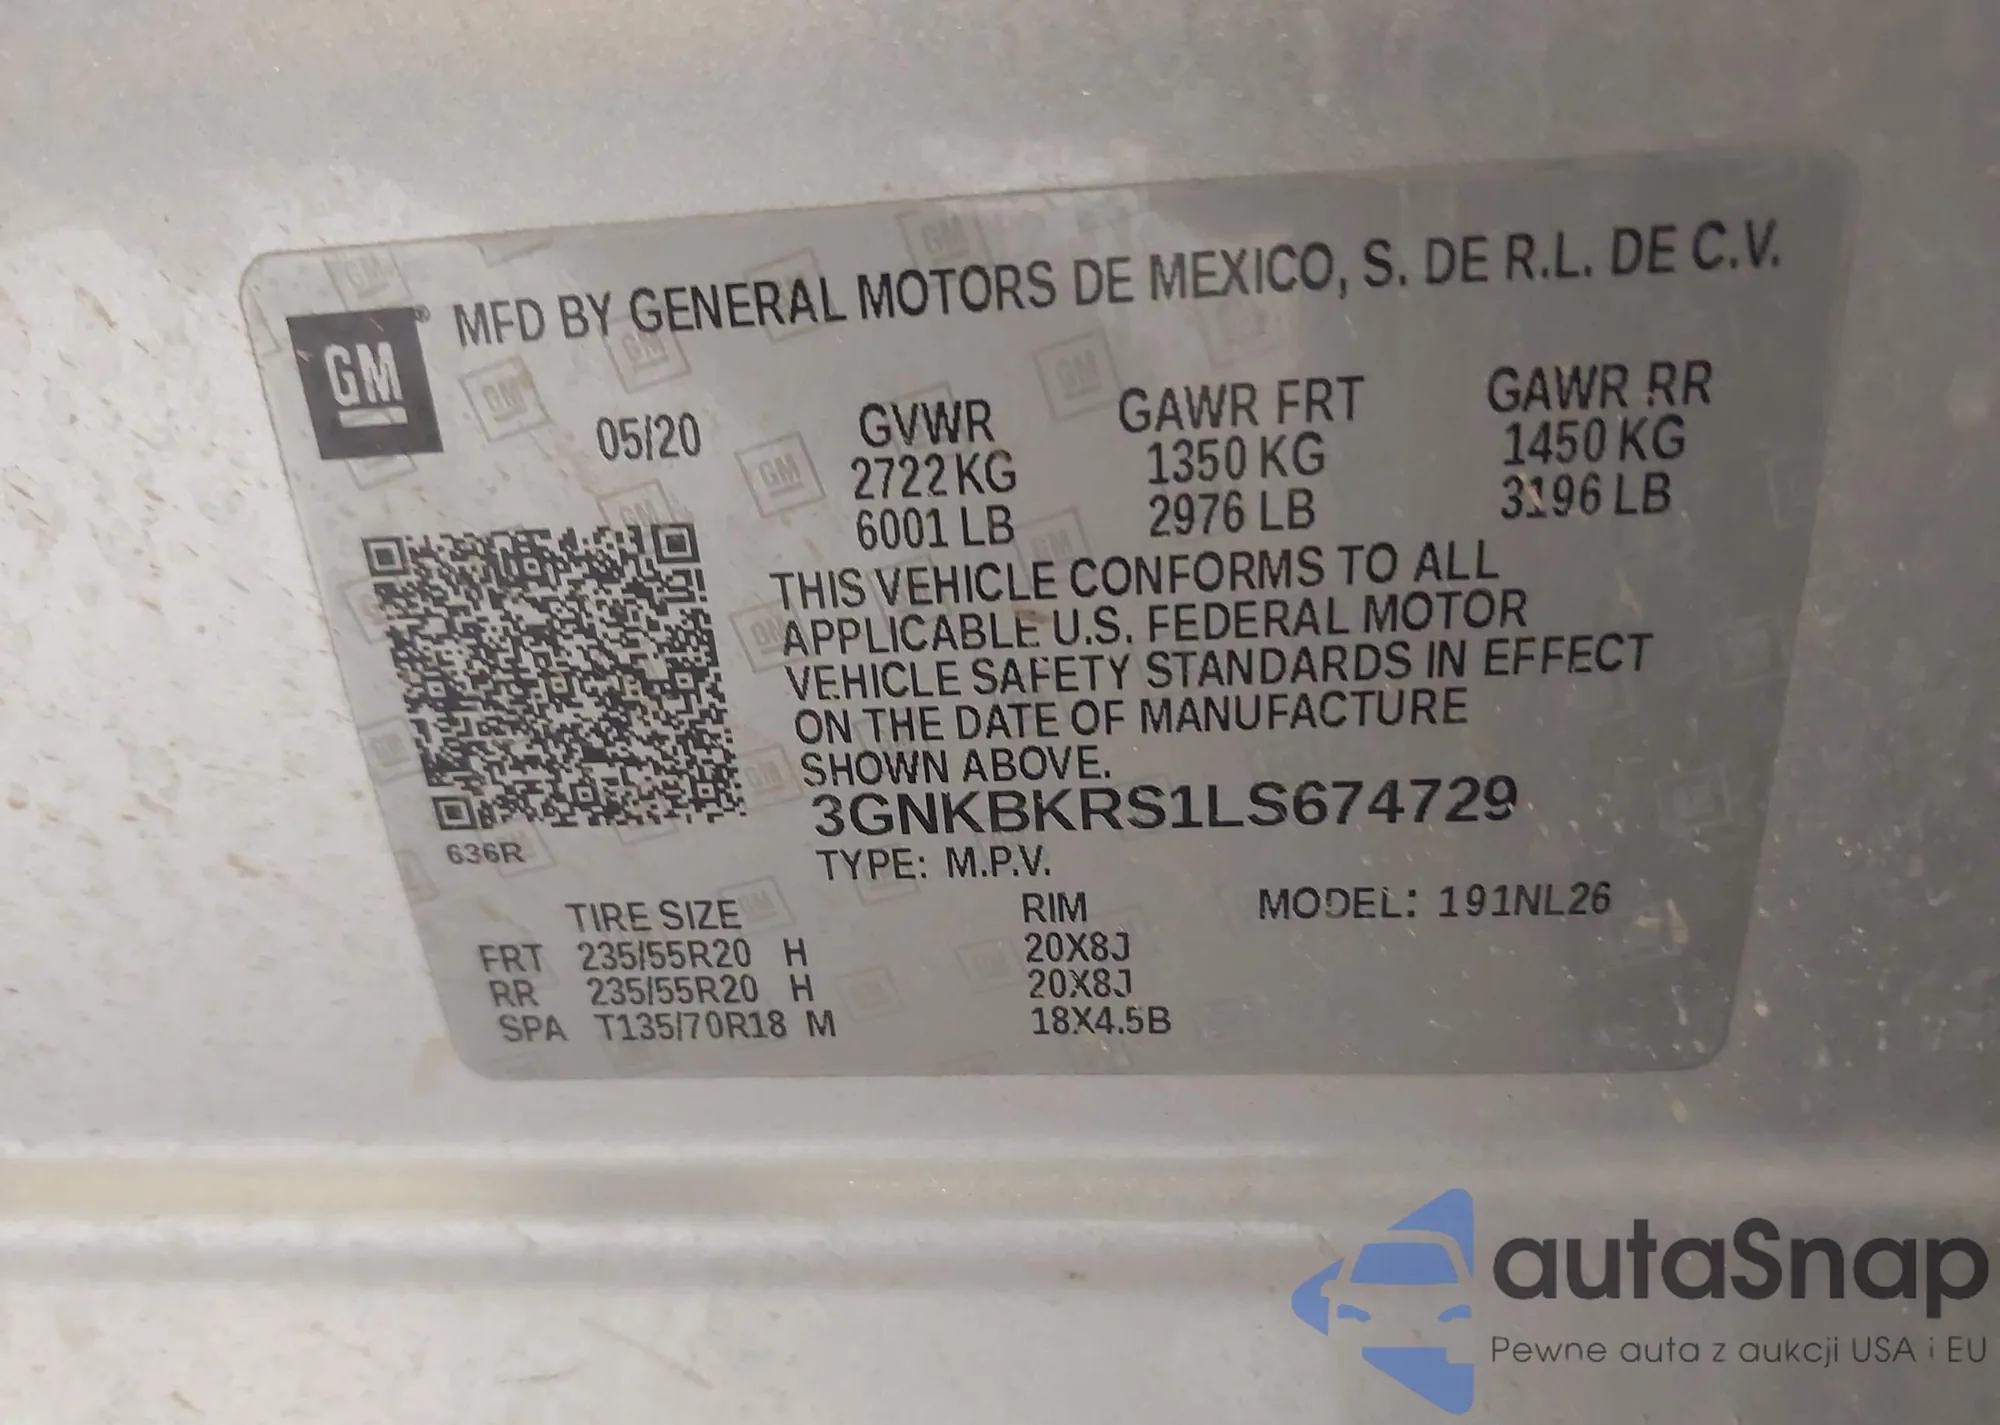 GM® MFD BY GENERAL MOTORS DE MEXICO, S. DE R.L. DE C.V.
05/20 GVWR GAWR FRT GAWR RR
2722 KG 1350 KG 1450 KG
6001 LB 2976 LB 3196 LB
THIS VEHICLE CONFORMS TO ALL
APPLICABLE U.S. FEDERAL MOTOR
VEHICLE SAFETY STANDARDS IN EFFECT
ON THE DATE OF MANUFACTURE
SHOWN ABOVE.
3GNKBKRS1LS674729
636R
TYPE: M.P.V.
TIRE SIZE RIM MODEL: 191NL26
FRT 235/55R20 H 20X8J
RR 235/55R20 H 20X8J
SPA T135/70R18 M 18X4.5B
autaSnap
Pewne auta z aukcji USA i EU